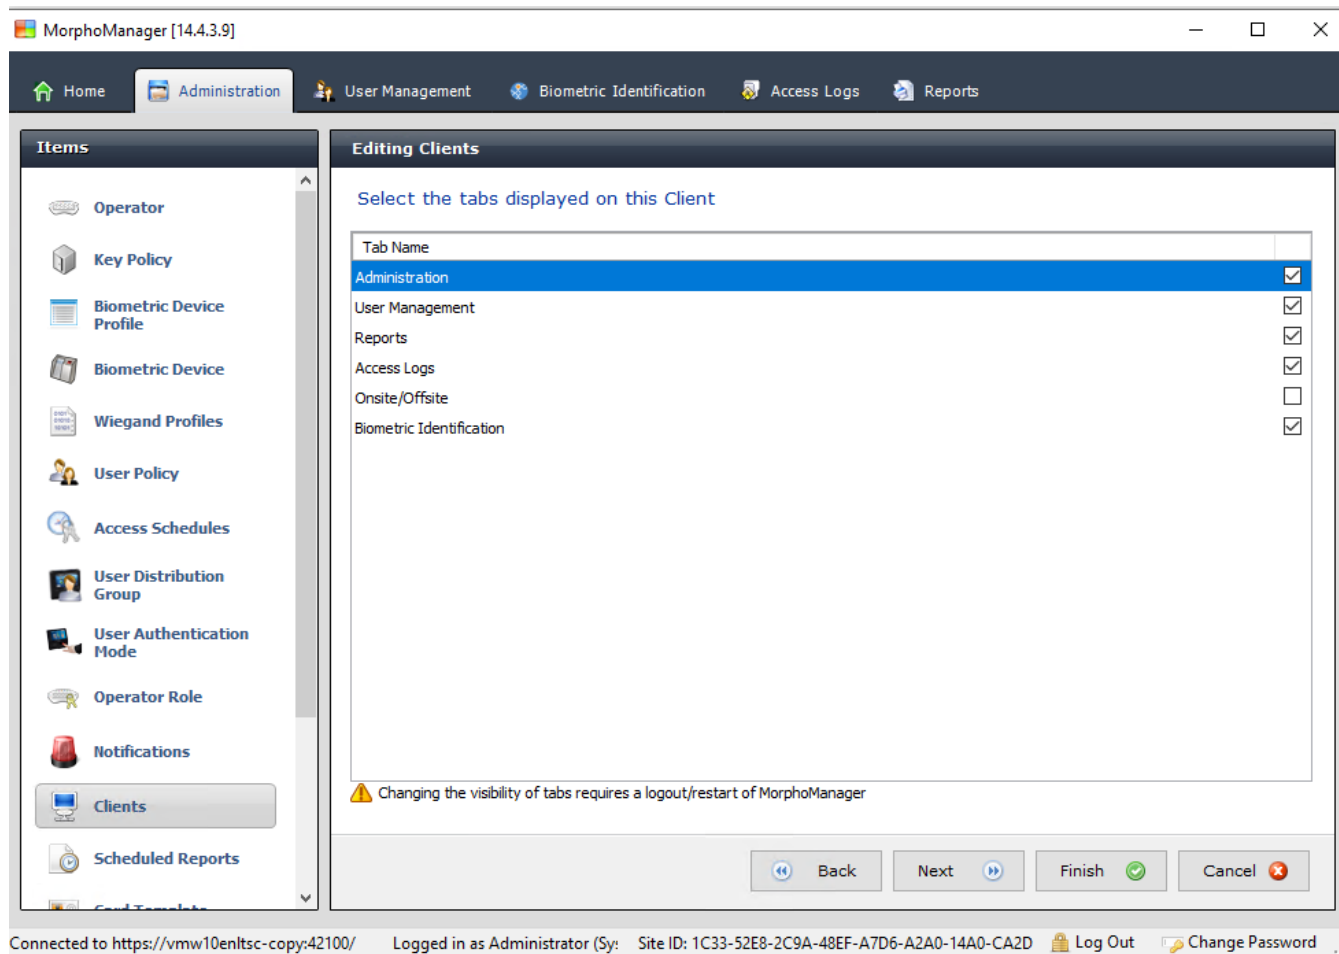 MorphoManager [14.4.3.9]
Home Administration User Management Biometric Identification Access Logs Reports
Items
Operator
Key Policy
Biometric Device
Profile
Biometric Device
Wiegand Profiles
User Policy
Access Schedules
User Distribution
Group
User Authentication
Mode
Operator Role
Notifications
Clients
Scheduled Reports
Card Template
Editing Clients
Select the tabs displayed on this Client
Tab Name
Administration
User Management
Reports
Access Logs
Onsite/Offsite
Biometric Identification
Changing the visibility of tabs requires a logout/restart of MorphoManager
Back Next Finish Cancel
Connected to https://vmw10enltsc-copy:42100/ Logged in as Administrator (Sy: Site ID: 1C33-52E8-2C9A-48EF-A7D6-A2A0-14A0-CA2D Log Out Change Password